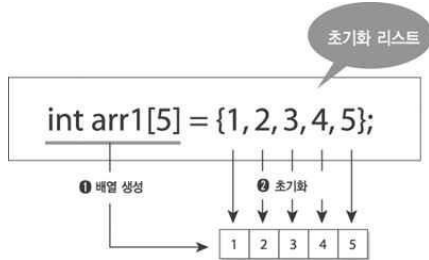 초기화 리스트
int arr1[5] = {1, 2, 3, 4, 5};
❶ 배열 생성
❷ 초기화
1 2 3 4 5